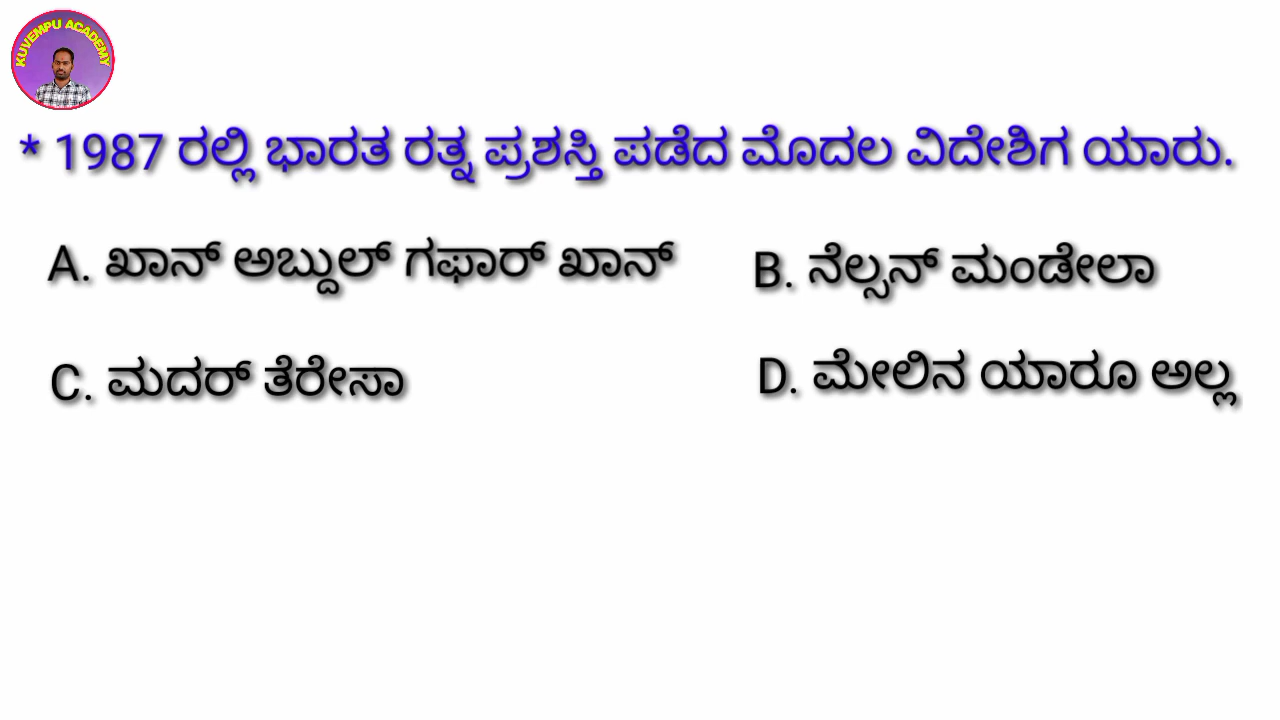 KUVEMPU ACADEMY
* 1987 ರಲ್ಲಿ ಭಾರತ ರತ್ನ ಪ್ರಶಸ್ತಿ ಪಡೆದ ಮೊದಲ ವಿದೇಶಿಗ ಯಾರು.
A. ಖಾನ್ ಅಬ್ದುಲ್ ಗಫಾರ್ ಖಾನ್
B. ನೆಲ್ಸನ್ ಮಂಡೇಲಾ
C. ಮದರ್ ತೆರೇಸಾ
D. ಮೇಲಿನ ಯಾರೂ ಅಲ್ಲ